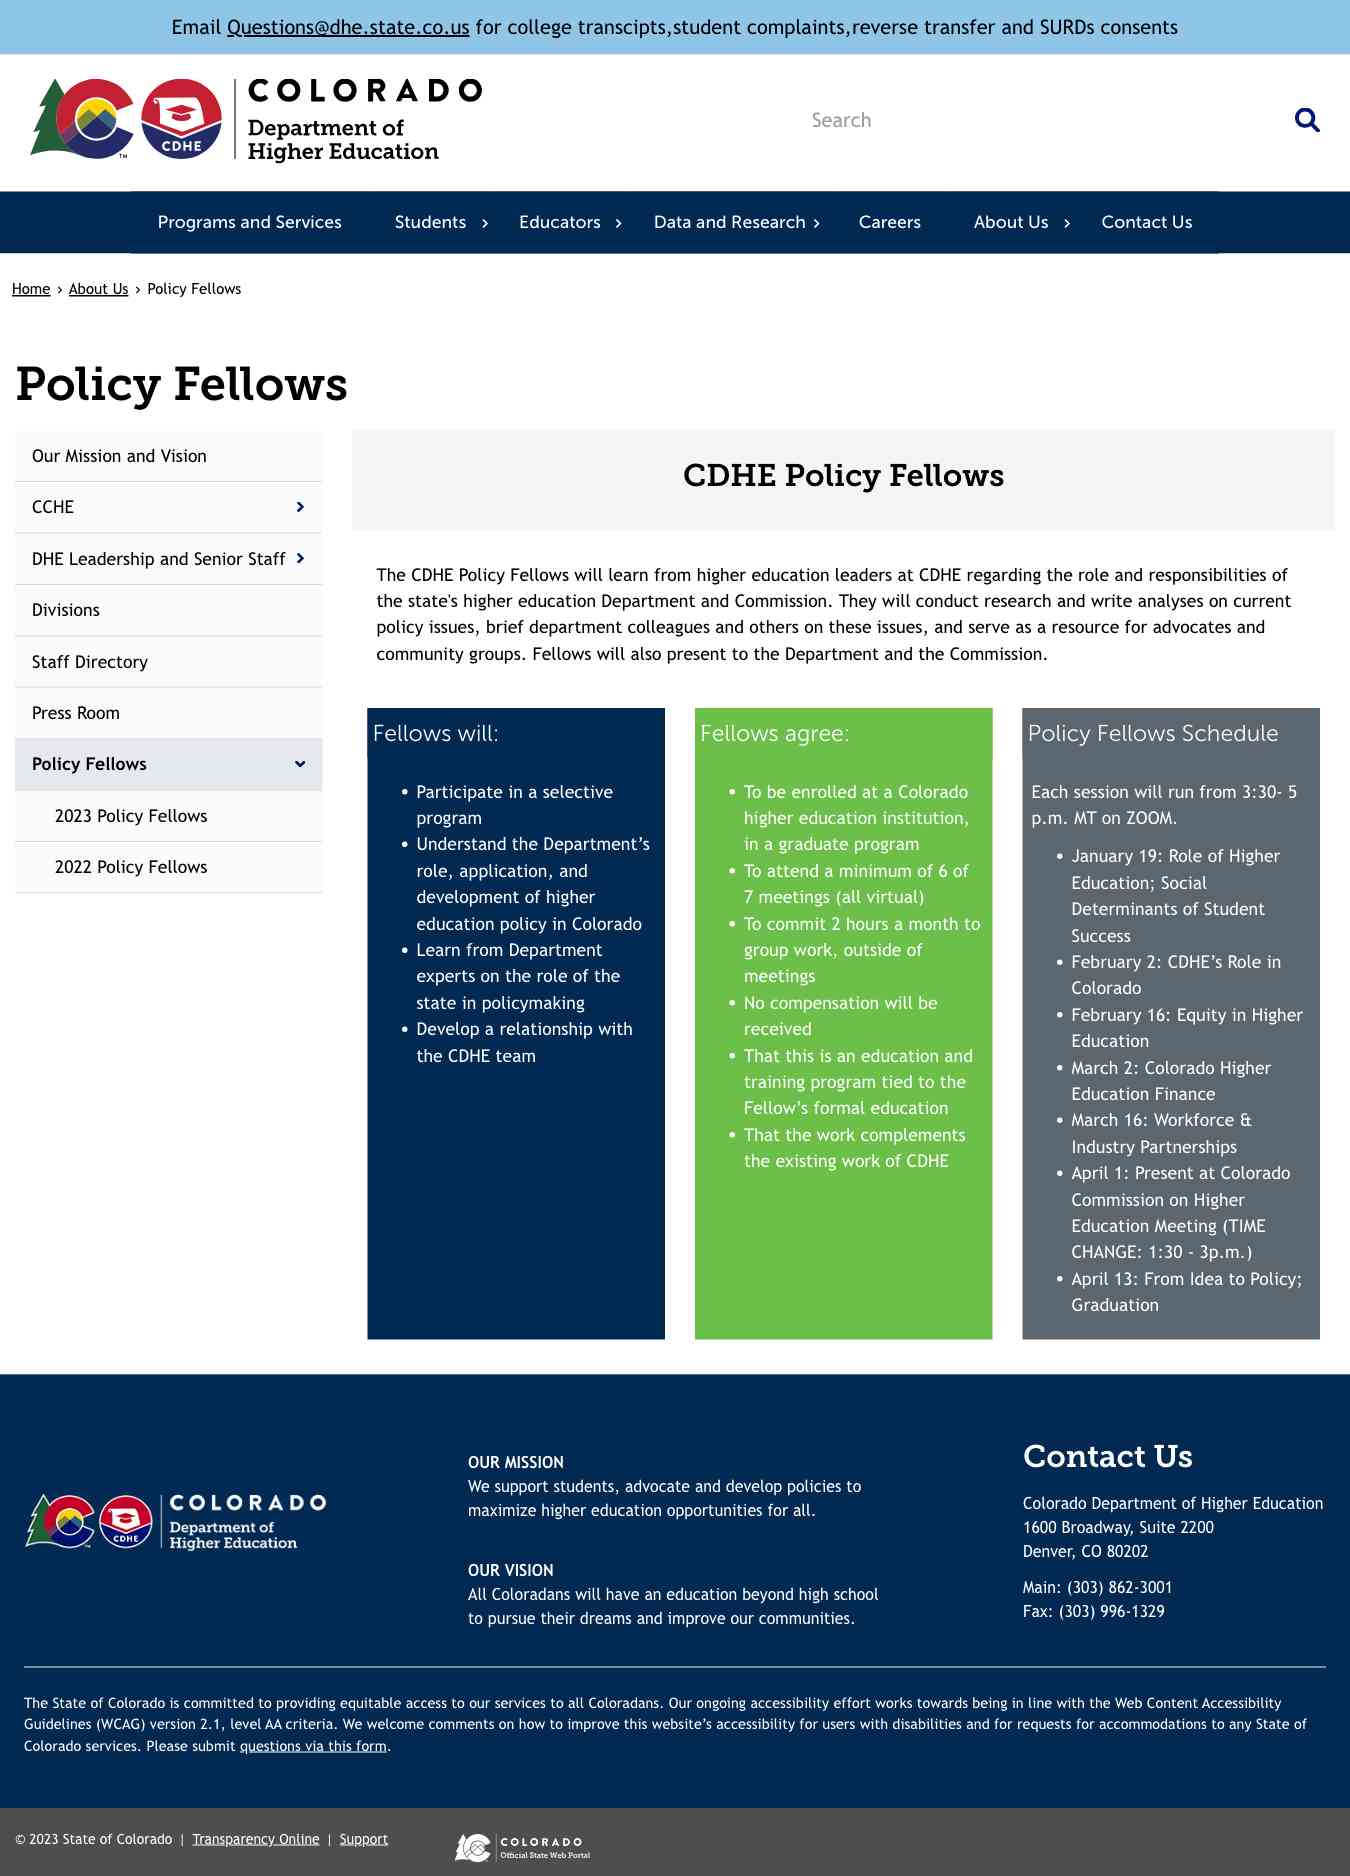 Email Questions@dhe.state.co.us for college transcipts,student complaints,reverse transfer and SURDs consents
CDHE
TM
COLORADO
Department of
Higher Education
Search
Programs and Services Students Educators Data and Research Careers About Us Contact Us
Home › About Us › Policy Fellows
Policy Fellows
Our Mission and Vision
CCHE
DHE Leadership and Senior Staff
Divisions
Staff Directory
Press Room
Policy Fellows
2023 Policy Fellows
2022 Policy Fellows
CDHE Policy Fellows
The CDHE Policy Fellows will learn from higher education leaders at CDHE regarding the role and responsibilities of
the state's higher education Department and Commission. They will conduct research and write analyses on current
policy issues, brief department colleagues and others on these issues, and serve as a resource for advocates and
community groups. Fellows will also present to the Department and the Commission.
Fellows will:
• Participate in a selective
program
• Understand the Department’s
role, application, and
development of higher
education policy in Colorado
• Learn from Department
experts on the role of the
state in policymaking
• Develop a relationship with
the CDHE team
Fellows agree:
• To be enrolled at a Colorado
higher education institution,
in a graduate program
• To attend a minimum of 6 of
7 meetings (all virtual)
• To commit 2 hours a month to
group work, outside of
meetings
• No compensation will be
received
• That this is an education and
training program tied to the
Fellow’s formal education
• That the work complements
the existing work of CDHE
Policy Fellows Schedule
Each session will run from 3:30- 5
p.m. MT on ZOOM.
• January 19: Role of Higher
Education; Social
Determinants of Student
Success
• February 2: CDHE’s Role in
Colorado
• February 16: Equity in Higher
Education
• March 2: Colorado Higher
Education Finance
• March 16: Workforce &
Industry Partnerships
• April 1: Present at Colorado
Commission on Higher
Education Meeting (TIME
CHANGE: 1:30 - 3p.m.)
• April 13: From Idea to Policy;
Graduation
CDHE
COLORADO
Department of
Higher Education
OUR MISSION
We support students, advocate and develop policies to
maximize higher education opportunities for all.
OUR VISION
All Coloradans will have an education beyond high school
to pursue their dreams and improve our communities.
Contact Us
Colorado Department of Higher Education
1600 Broadway, Suite 2200
Denver, CO 80202
Main: (303) 862-3001
Fax: (303) 996-1329
The State of Colorado is committed to providing equitable access to our services to all Coloradans. Our ongoing accessibility effort works towards being in line with the Web Content Accessibility
Guidelines (WCAG) version 2.1, level AA criteria. We welcome comments on how to improve this website’s accessibility for users with disabilities and for requests for accommodations to any State of
Colorado services. Please submit questions via this form.
© 2023 State of Colorado | Transparency Online | Support
COLORADO
Official State Web Portal